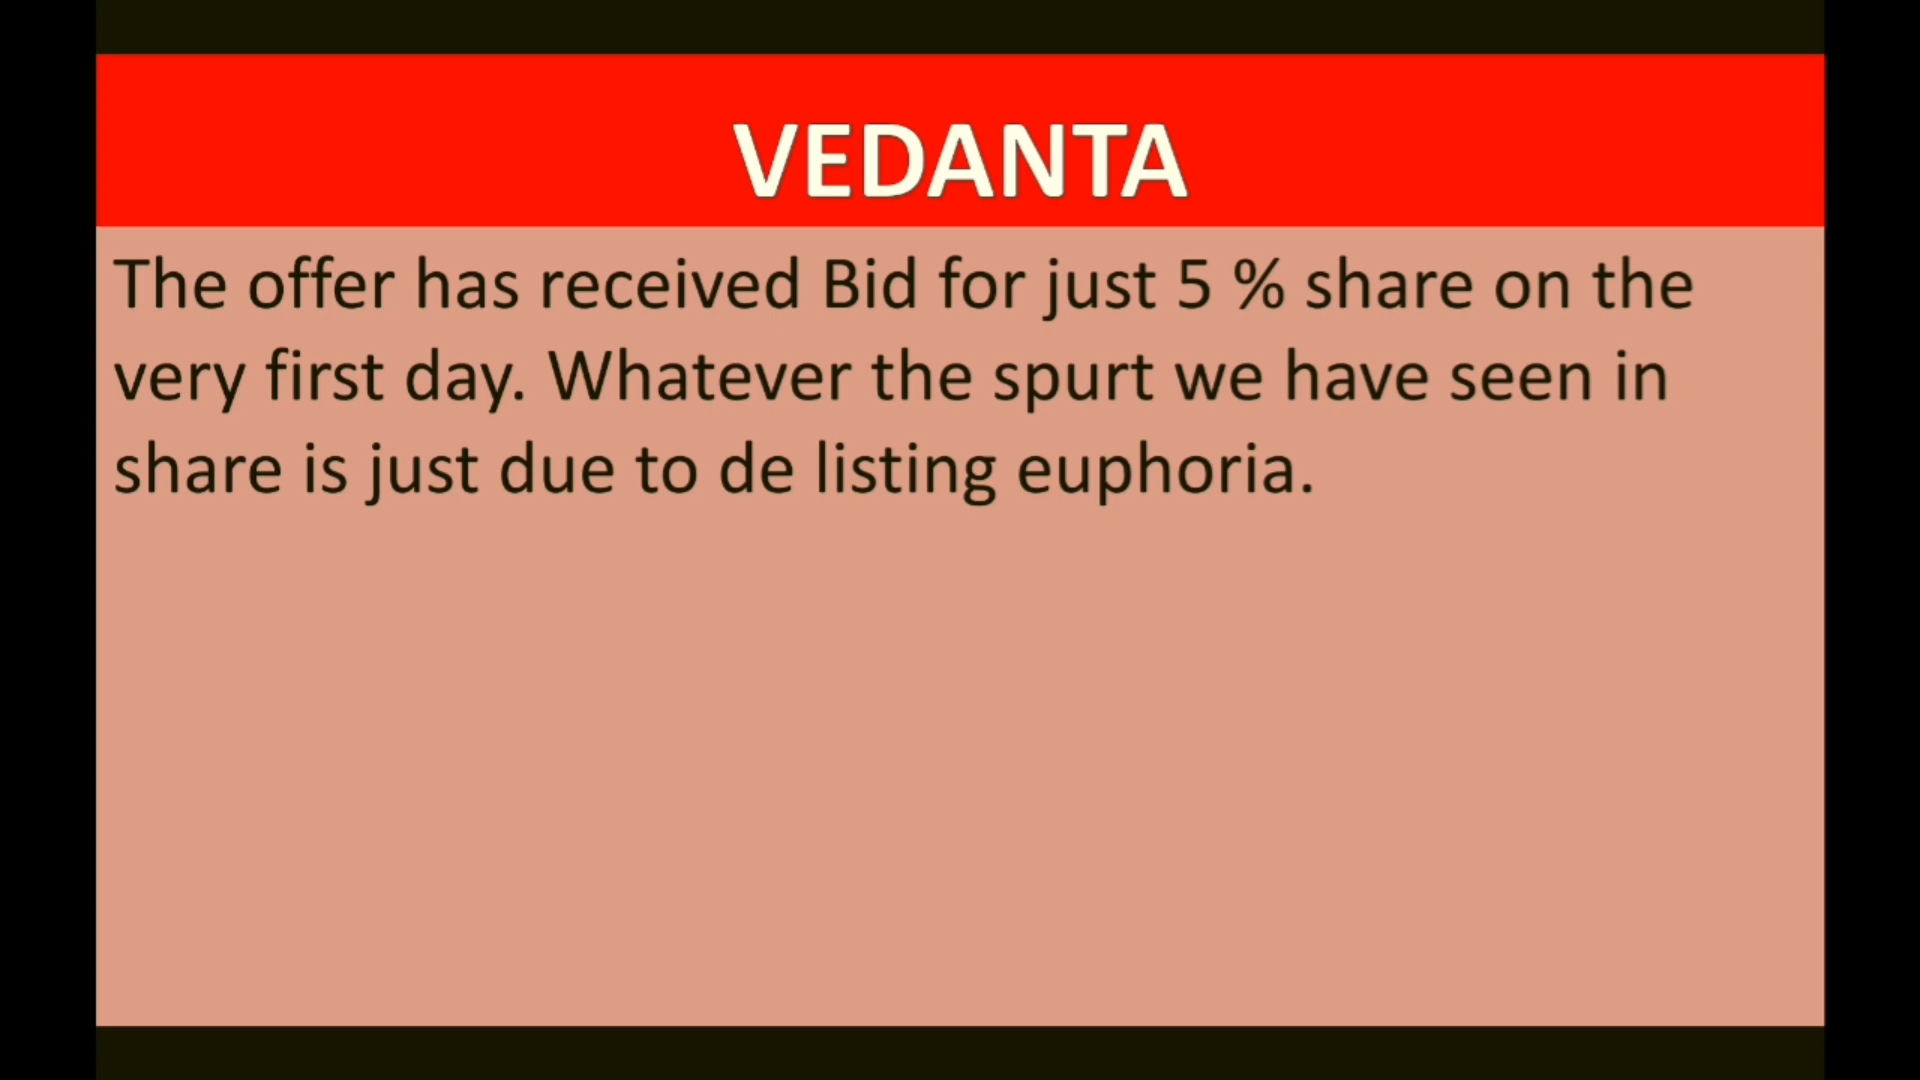 VEDANTA
The offer has received Bid for just 5 % share on the
very first day. Whatever the spurt we have seen in
share is just due to de listing euphoria.